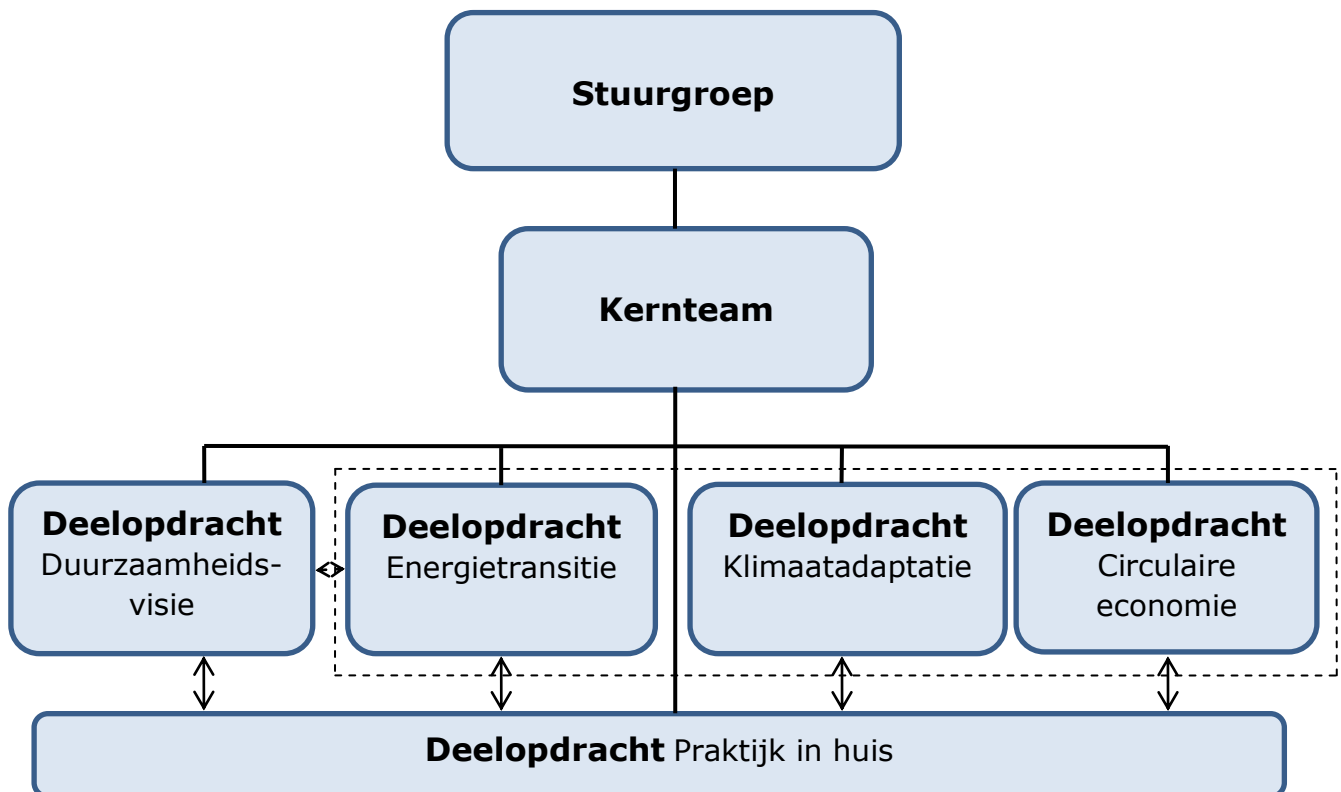 Stuurgroep
Kernteam
Deelopdracht
Duurzaamheids-
visie
Deelopdracht
Energietransitie
Deelopdracht
Klimaatadaptatie
Deelopdracht
Circulaire
economie
Deelopdracht Praktijk in huis